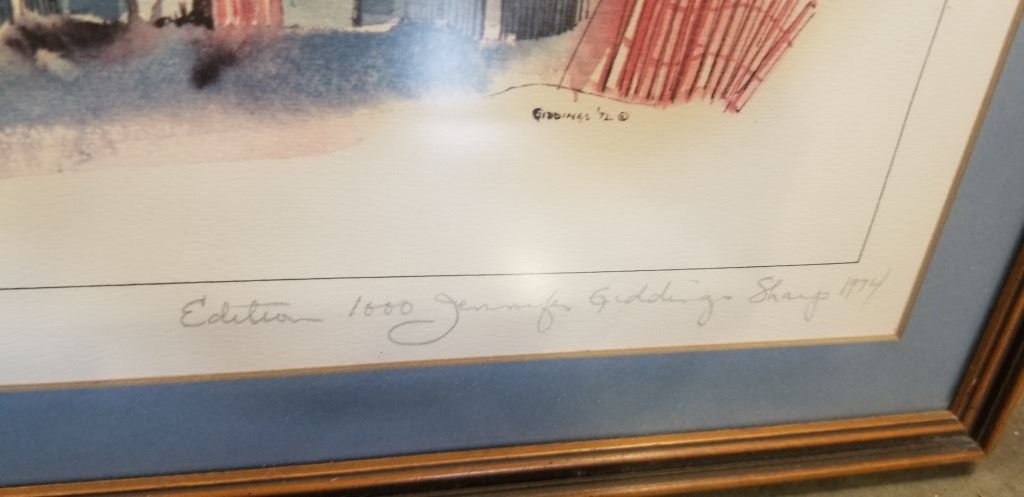 GIDDINGS '72 ©
Edition 1000 Jennifer Giddings Sharp 1974